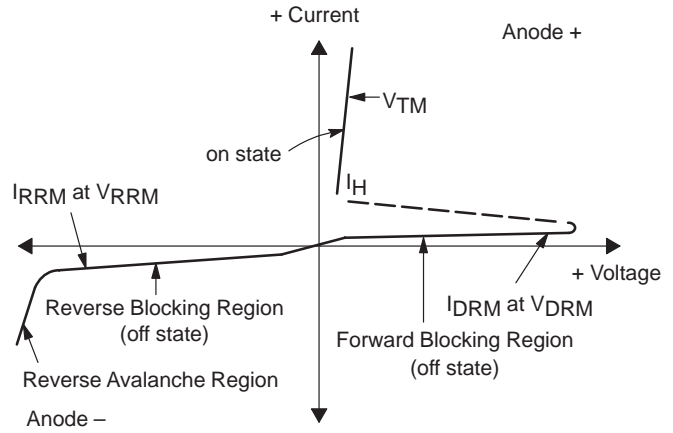 + Current
Anode +
VTM
on state
IH
IRRM at VRRM
+ Voltage
IDRM at VDRM
Reverse Blocking Region
(off state)
Forward Blocking Region
(off state)
Reverse Avalanche Region
Anode –